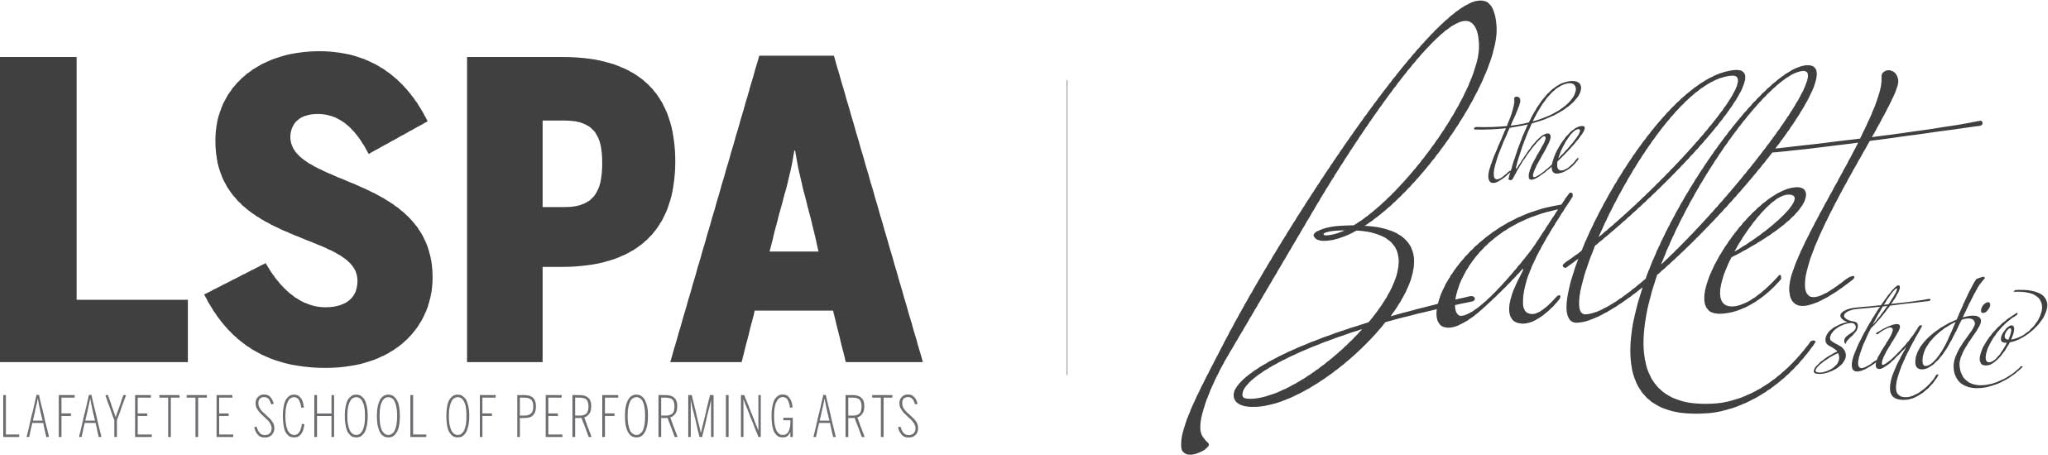 LSPA
LAFAYETTE SCHOOL OF PERFORMING ARTS
the
Ballet
studio